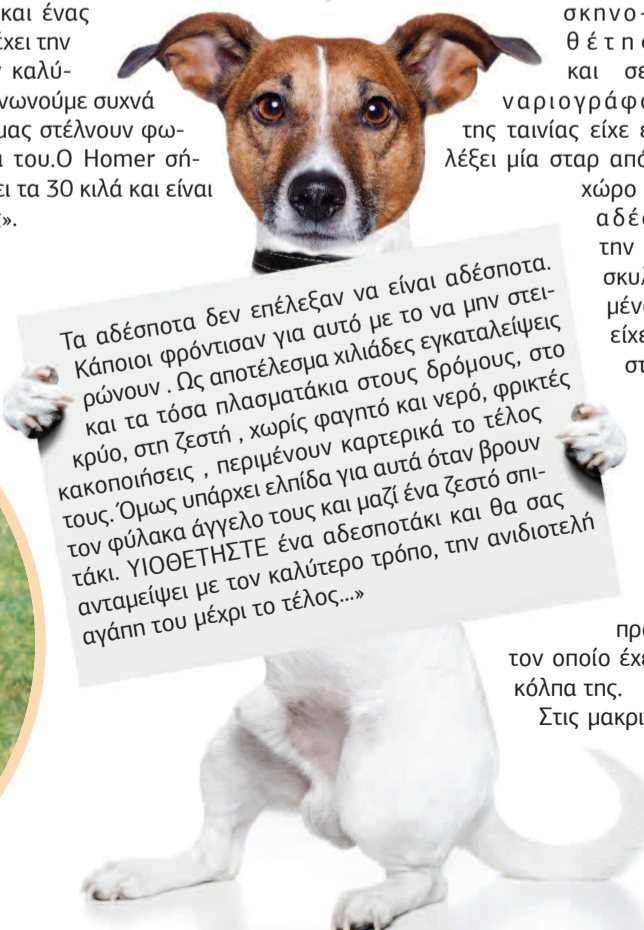 και ένας
έχει την
καλύ-
νωνούμε συχνά
μας στέλνουν φω-
του.Ο Homer σή-
ει τα 30 κιλά και είναι
».
Τα αδέσποτα δεν επέλεξαν να είναι αδέσποτα.
Κάποιοι φρόντισαν για αυτό με το να μην στει-
ρώνουν . Ως αποτέλεσμα χιλιάδες εγκαταλείψεις
και τα τόσα πλασματάκια στους δρόμους, στο
κρύο, στη ζεστή , χωρίς φαγητό και νερό, φρικτές
κακοποιήσεις , περιμένουν καρτερικά το τέλος
τους. Όμως υπάρχει ελπίδα για αυτά όταν βρουν
τον φύλακα άγγελο τους και μαζί ένα ζεστό σπι-
τάκι. ΥΙΟΘΕΤΗΣΤΕ ένα αδεσποτάκι και θα σας
ανταμείψει με τον καλύτερο τρόπο, την ανιδιοτελή
αγάπη του μέχρι το τέλος...»
σκηνο-
θέτης
και σε
ναριογράφο
της ταινίας είχε ε
λέξει μία σταρ από
χώρο
αδέσ
την
σκυλ
μένο
είχε
στ
πρ
τον οποίο έχε
κόλπα της.
Στις μακρι